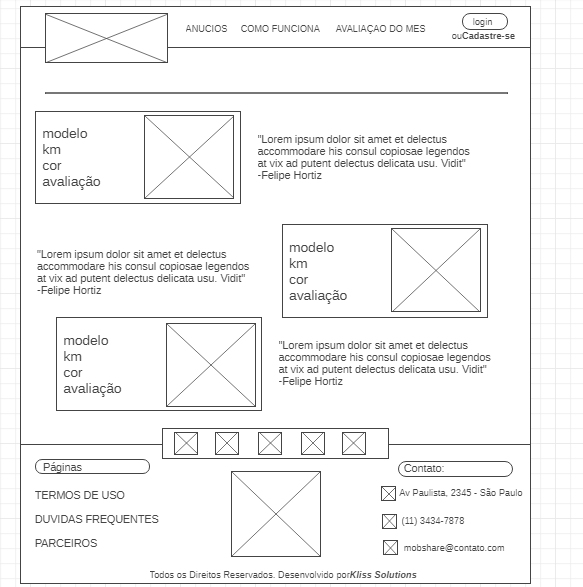 ANUCIOS COMO FUNCIONA AVALIAÇAO DO MES
login
ouCadastre-se
modelo
km
cor
avaliação
"Lorem ipsum dolor sit amet et delectus
accommodare his consul copiosae legendos
at vix ad putent delectus delicata usu. Vidit"
-Felipe Hortiz
"Lorem ipsum dolor sit amet et delectus
accommodare his consul copiosae legendos
at vix ad putent delectus delicata usu. Vidit"
-Felipe Hortiz
modelo
km
cor
avaliação
modelo
km
cor
avaliação
"Lorem ipsum dolor sit amet et delectus
accommodare his consul copiosae legendos
at vix ad putent delectus delicata usu. Vidit"
-Felipe Hortiz
Páginas
TERMOS DE USO
DUVIDAS FREQUENTES
PARCEIROS
Contato:
Av Paulista, 2345 - São Paulo
(11) 3434-7878
mobshare@contato.com
Todos os Direitos Reservados. Desenvolvido porKliss Solutions